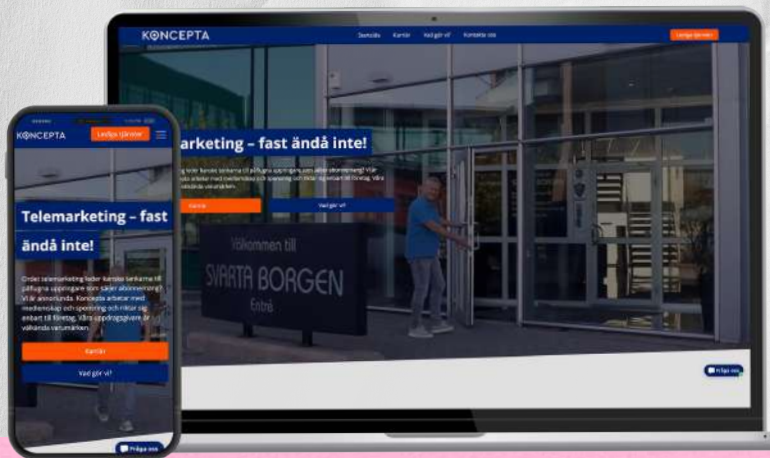 KONCEPTA
Startsida Karriär Vad gör vi? Kontakta oss
Lediga tjänster
arketing – fast ändå inte!
Karriär
Vad gör vi?
Välkommen till
SVARTA BORGEN
Entré
Fråga oss
KONCEPTA
Lediga tjänster
Telemarketing – fast
ändå inte!
Ordet telemarketing leder kanske tankarna till
påflugna uppringare som säljer abonnemang?
Vi är annorlunda. Koncepta arbetar med
medlemskap och sponsring och riktar sig
enbart till företag. Våra uppdragsgivare är
välkända varumärken.
Karriär
Vad gör vi?
Fråga oss